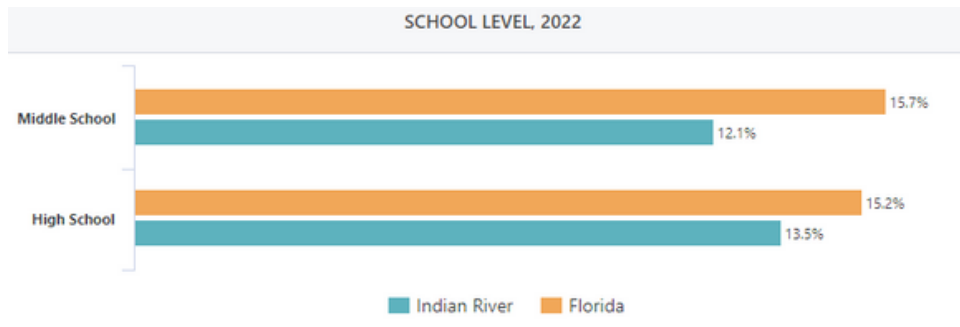 SCHOOL LEVEL, 2022
15.7%
Middle School
12.1%
15.2%
High School
13.5%
Indian River Florida